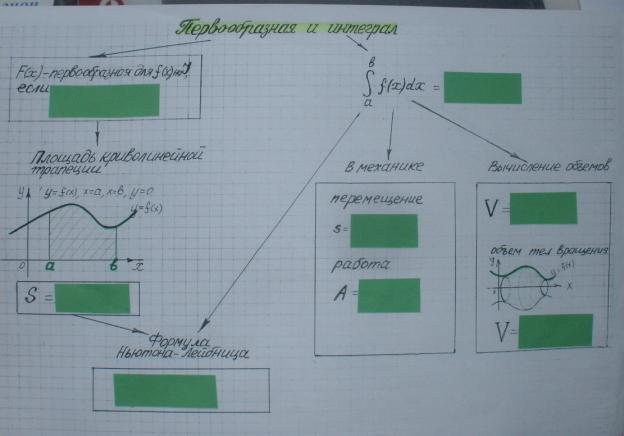 Первообразная и интеграл
F(x)-первообразная для f(x) на J,
если
b
∫ f(x)dx =
a
Площадь криволинейной
трапеции
y
y=f(x), x=a, x=b, y=0
y=f(x)
0 a b x
S =
Формула
Ньютона-Лейбница
В механике
перемещение
s=
работа
A =
Вычисление объемов
V =
объем тел вращения
y
y=f(x)
x
V=